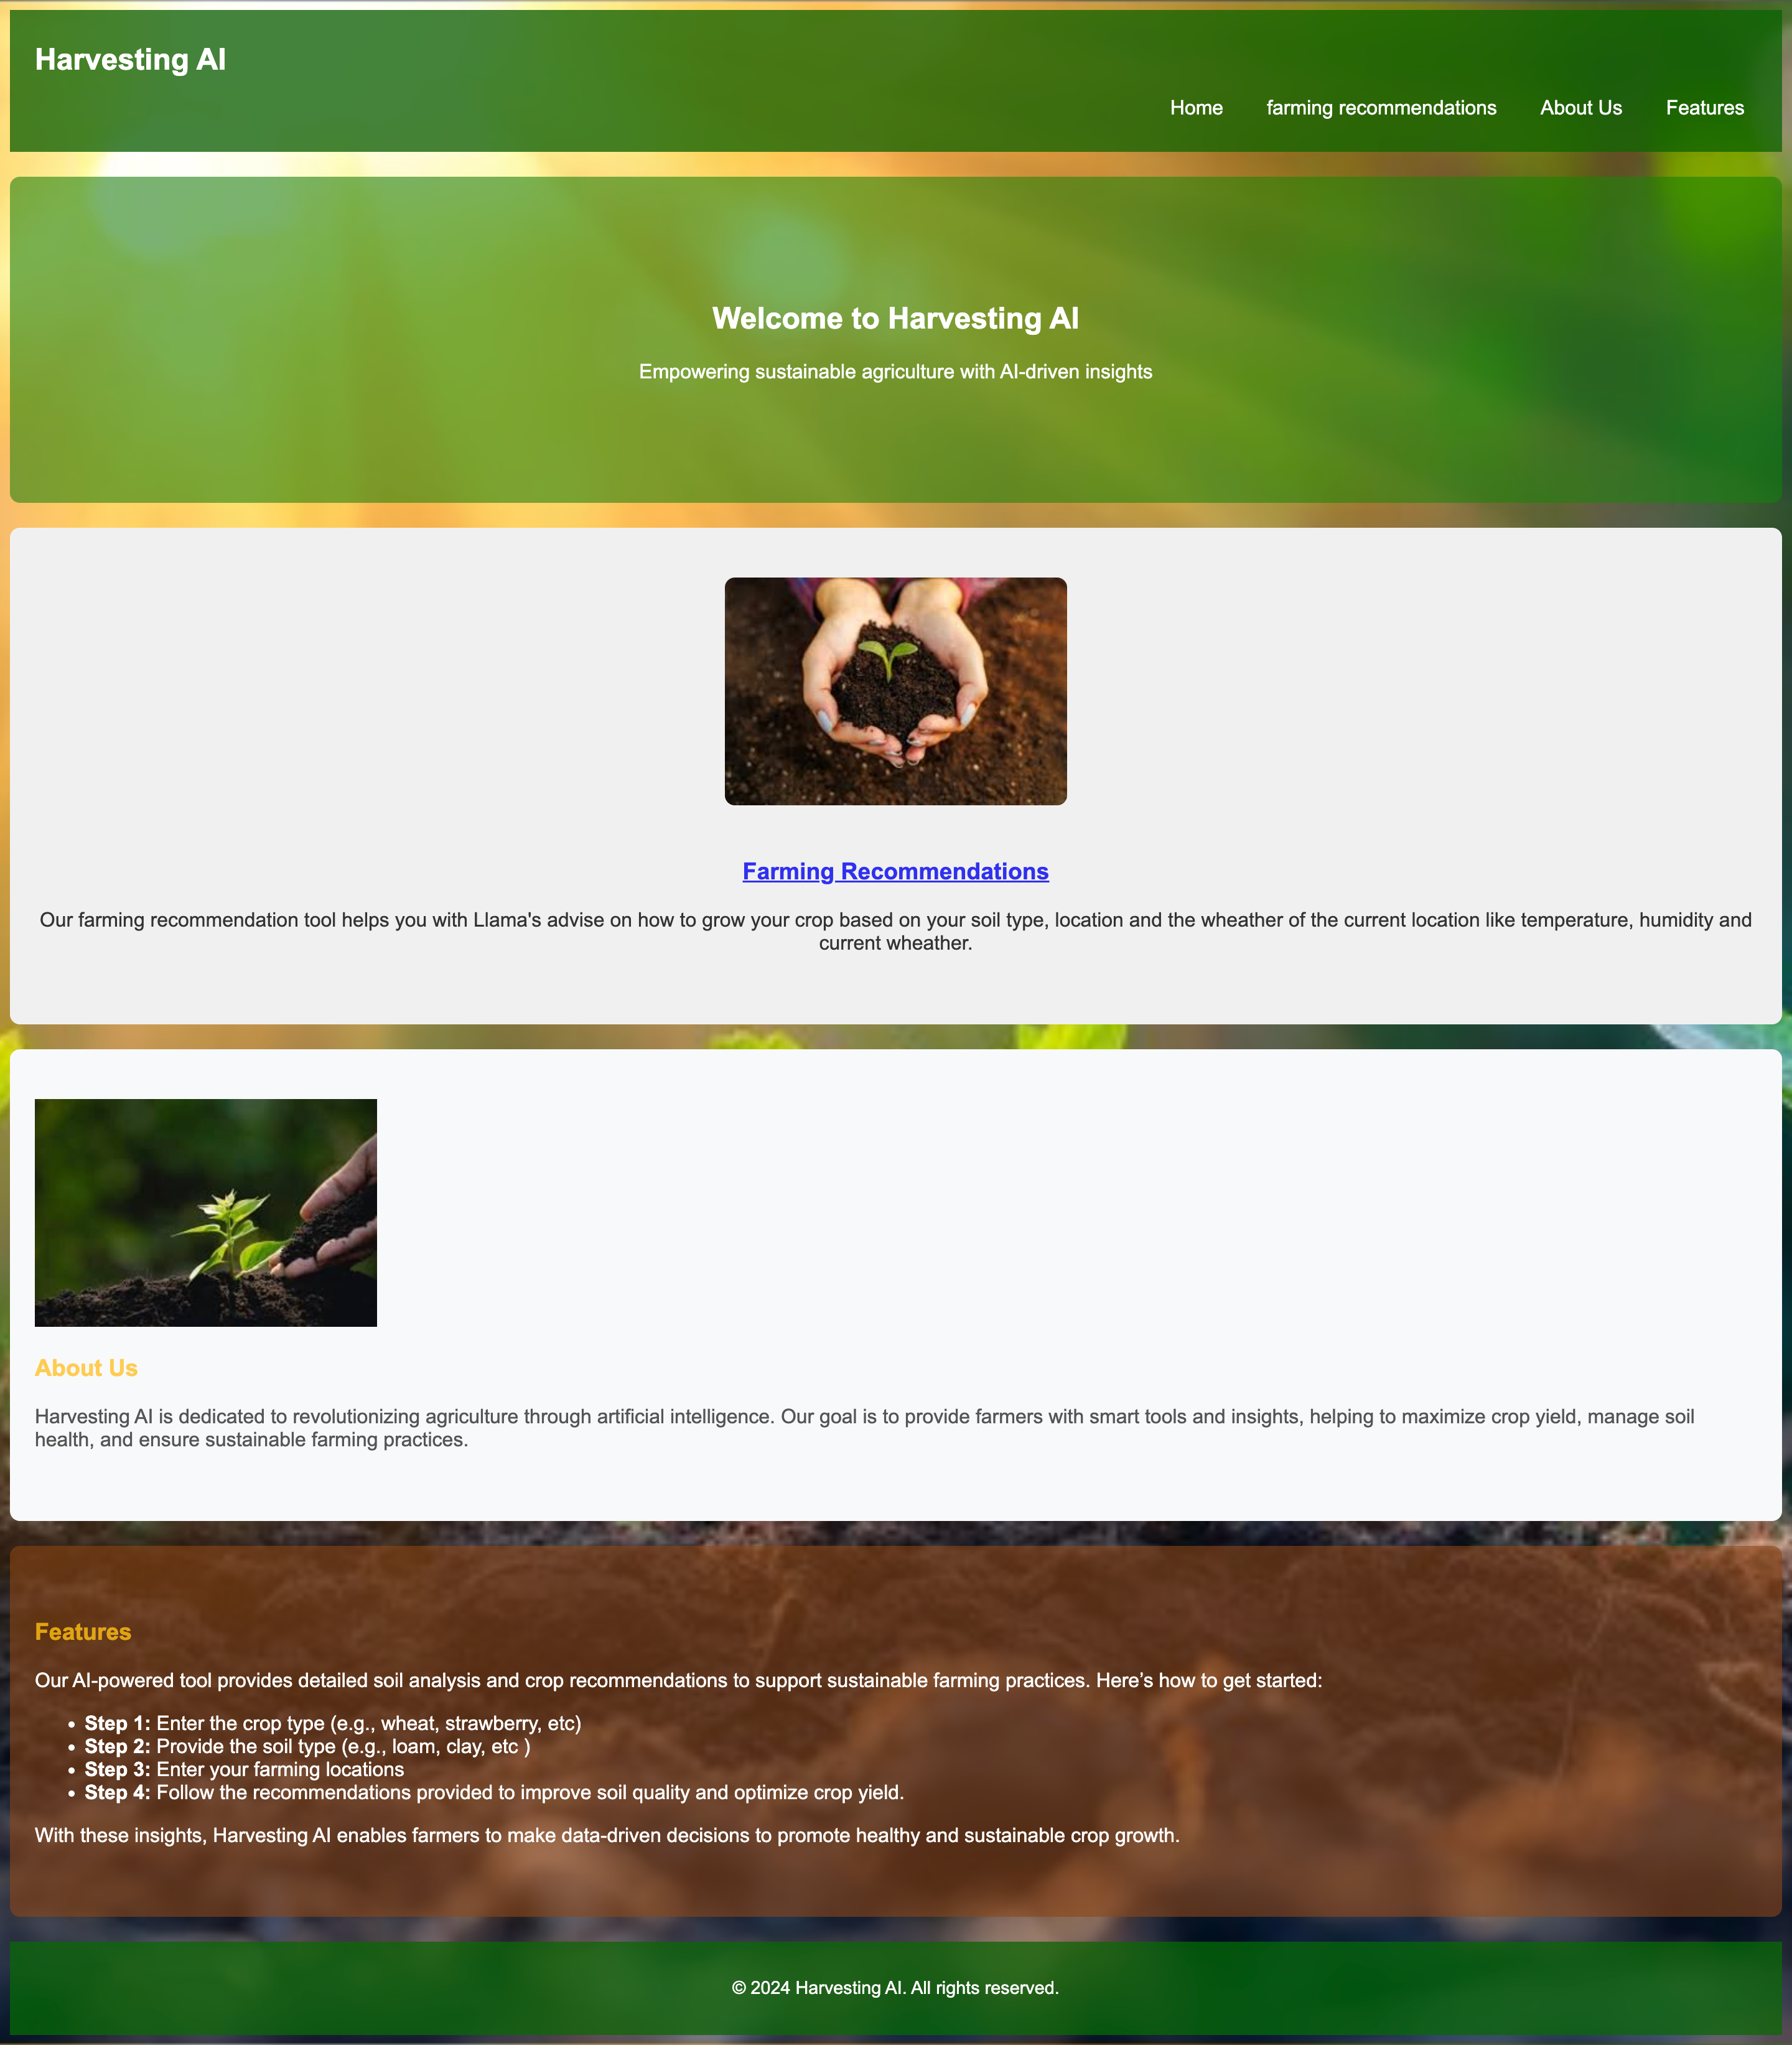 Harvesting AI
Home farming recommendations About Us Features
Welcome to Harvesting AI
Empowering sustainable agriculture with AI-driven insights
Farming Recommendations
Our farming recommendation tool helps you with Llama's advise on how to grow your crop based on your soil type, location and the wheather of the current location like temperature, humidity and
current wheather.
About Us
Harvesting AI is dedicated to revolutionizing agriculture through artificial intelligence. Our goal is to provide farmers with smart tools and insights, helping to maximize crop yield, manage soil
health, and ensure sustainable farming practices.
Features
Our AI-powered tool provides detailed soil analysis and crop recommendations to support sustainable farming practices. Here’s how to get started:
• Step 1: Enter the crop type (e.g., wheat, strawberry, etc)
• Step 2: Provide the soil type (e.g., loam, clay, etc )
• Step 3: Enter your farming locations
• Step 4: Follow the recommendations provided to improve soil quality and optimize crop yield.
With these insights, Harvesting AI enables farmers to make data-driven decisions to promote healthy and sustainable crop growth.
© 2024 Harvesting AI. All rights reserved.